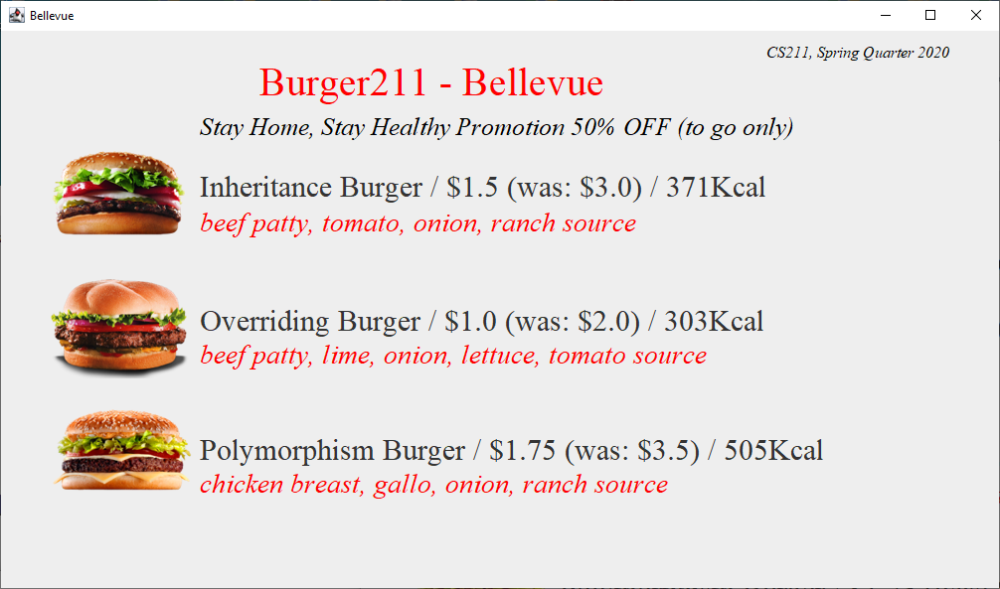 Bellevue
CS211, Spring Quarter 2020
Burger211 - Bellevue
Stay Home, Stay Healthy Promotion 50% OFF (to go only)
Inheritance Burger / $1.5 (was: $3.0) / 371Kcal
beef patty, tomato, onion, ranch source
Overriding Burger / $1.0 (was: $2.0) / 303Kcal
beef patty, lime, onion, lettuce, tomato source
Polymorphism Burger / $1.75 (was: $3.5) / 505Kcal
chicken breast, gallo, onion, ranch source